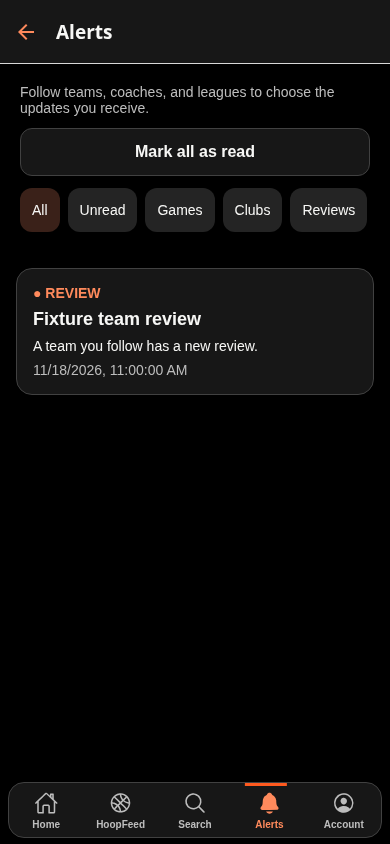 Alerts
Follow teams, coaches, and leagues to choose the
updates you receive.
Mark all as read
All
Unread
Games
Clubs
Reviews
● REVIEW
Fixture team review
A team you follow has a new review.
11/18/2026, 11:00:00 AM
Home
HoopFeed
Search
Alerts
Account